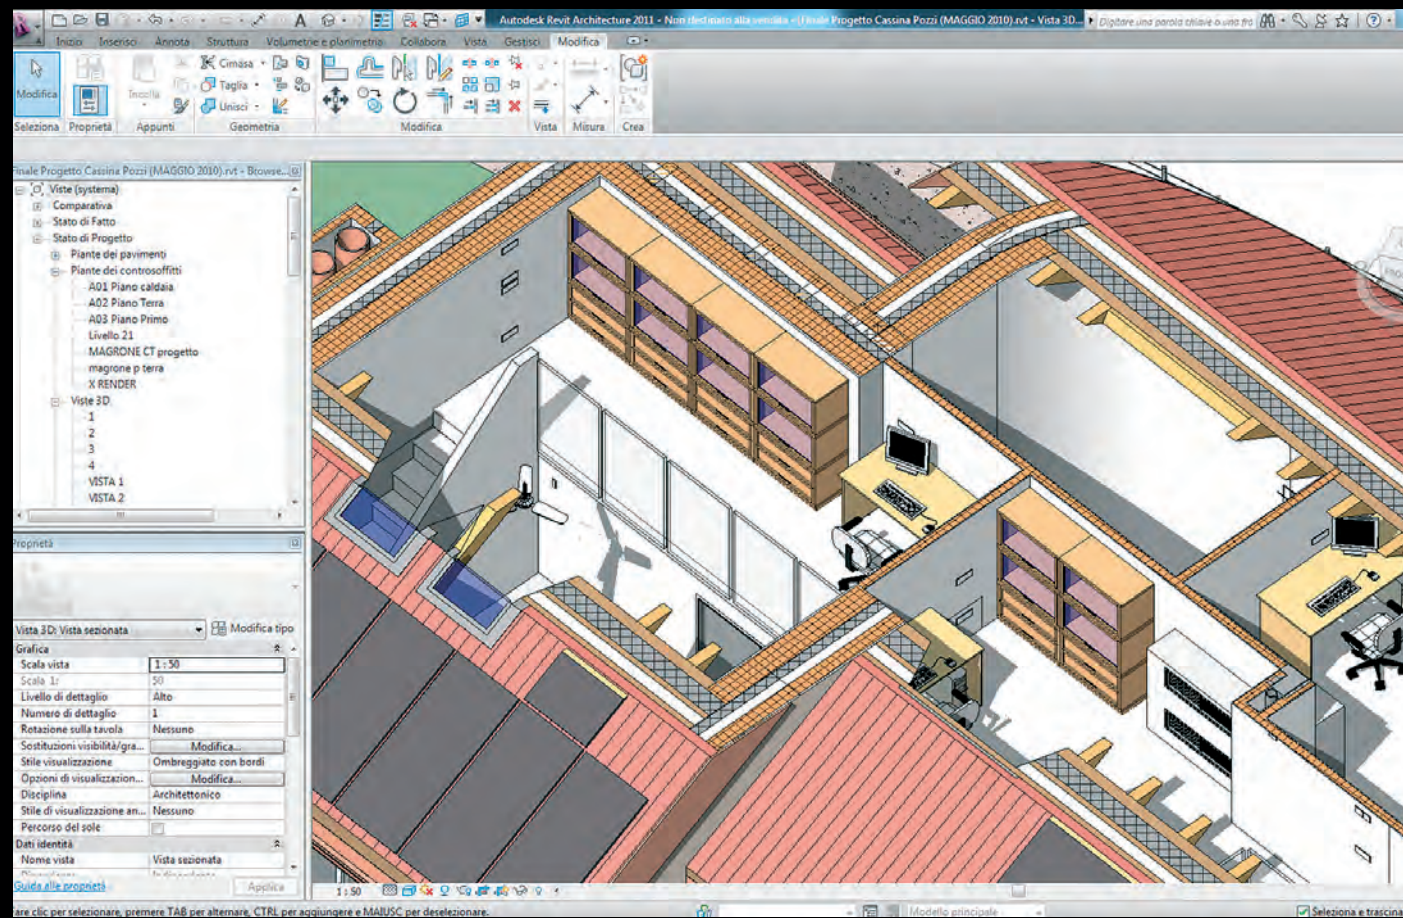 Autodesk Revit Architecture 2011 - Non destinato alla vendita - Finale Progetto Cassina Pozzi (MAGGIO 2010).rvt - Vista 3D...
Digitare una parola chiave o una fra
Inizio Inserisci Annota Struttura Volumetrie e planimetria Collabora Vista Gestisci Modifica
Cimasa
Modifica Incolla Taglia
Unisci
Seleziona Proprietà Appunti Geometria Modifica Vista Misura Crea
Finale Progetto Cassina Pozzi (MAGGIO 2010).rvt - Browse...
Viste (systema)
Comparativa
Stato di Fatto
Stato di Progetto
Piante dei pavimenti
Piante dei controsoffitti
A01 Piano caldaia
A02 Piano Terra
A03 Piano Primo
Livello 21
MAGRONE CT progetto
magrone p terra
X RENDER
Viste 3D
1
2
3
4
VISTA 1
VISTA 2
Proprietà
Vista 3D: Vista sezionata Modifica tipo
Grafica
Scala vista 1 : 50
Scala 1: 50
Livello di dettaglio Alto
Numero di dettaglio 1
Rotazione sulla tavola Nessuno
Sostituzioni visibilità/gra... Modifica...
Stile visualizzazione Ombreggiato con bordi
Opzioni di visualizzazion... Modifica...
Disciplina Architettonico
Stile di visualizzazione an... Nessuno
Percorso del sole
Dati identità
Nome vista Vista sezionata
Guida alle proprietà Applica
1 : 50
are clic per selezionare, premere TAB per alternare, CTRL per aggiungere e MAIUSC per deselezionare.
Modello principale
Seleziona e trascina